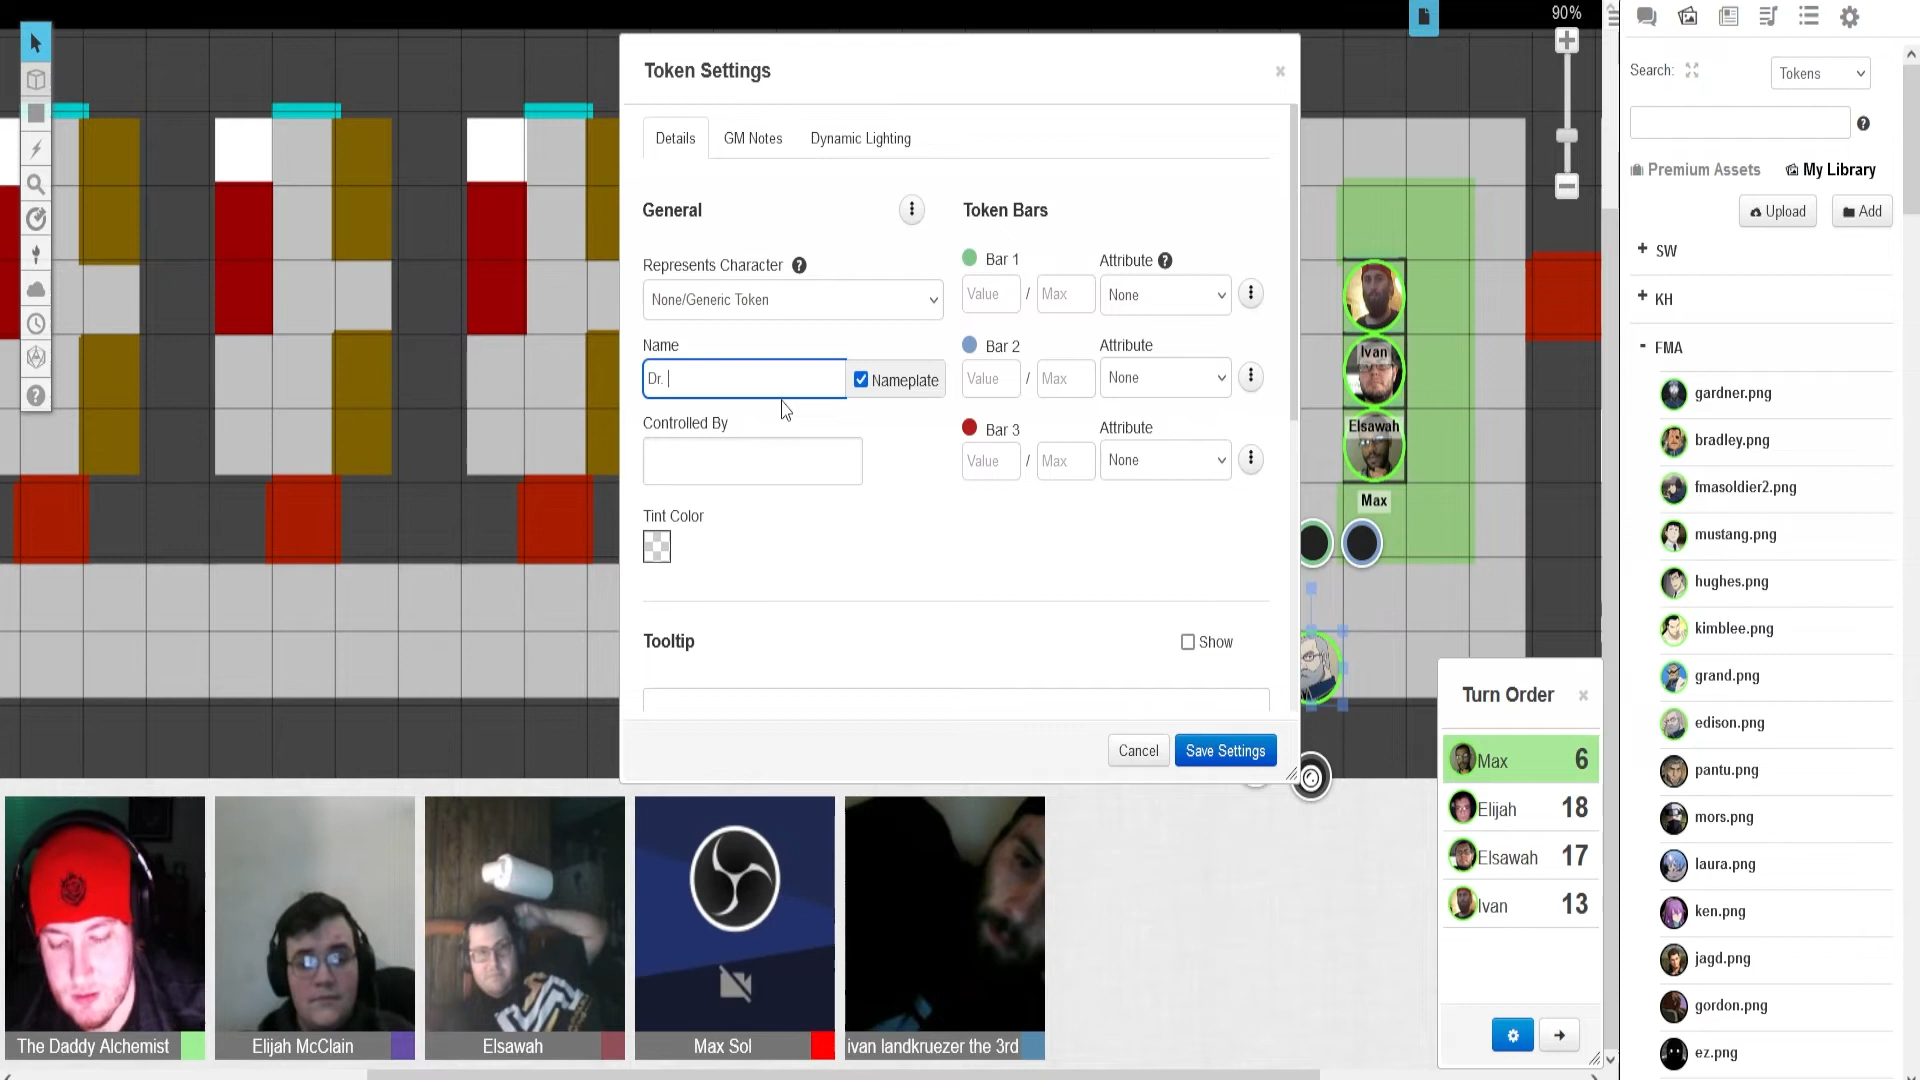 90%
Token Settings
×
Details
GM Notes
Dynamic Lighting
General
Token Bars
Represents Character
None/Generic Token
Name
Dr.
Nameplate
Controlled By
Tint Color
Bar 1
Attribute
Value / Max
None
Bar 2
Attribute
Value / Max
None
Bar 3
Attribute
Value / Max
None
Tooltip
Show
Cancel
Save Settings
Ivan
Elsawah
Max
Turn Order
×
Max 6
Elijah 18
Elsawah 17
Ivan 13
The Daddy Alchemist
Elijah McClain
Elsawah
Max Sol
ivan landkruezer the 3rd
Search:
Tokens
Premium Assets
My Library
Upload
Add
+ SW
+ KH
- FMA
gardner.png
bradley.png
fmasoldier2.png
mustang.png
hughes.png
kimblee.png
grand.png
edison.png
pantu.png
mors.png
laura.png
ken.png
jagd.png
gordon.png
ez.png